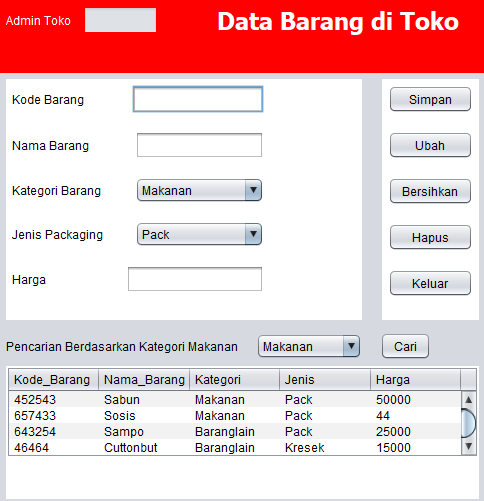 Admin Toko
Data Barang di Toko
Kode Barang
Simpan
Nama Barang
Ubah
Kategori Barang Makanan
Bersihkan
Jenis Packaging Pack
Hapus
Harga
Keluar
Pencarian Berdasarkan Kategori Makanan Makanan Cari
Kode_Barang Nama_Barang Kategori Jenis Harga
452543 Sabun Makanan Pack 50000
657433 Sosis Makanan Pack 44
643254 Sampo Baranglain Pack 25000
46464 Cuttonbut Baranglain Kresek 15000